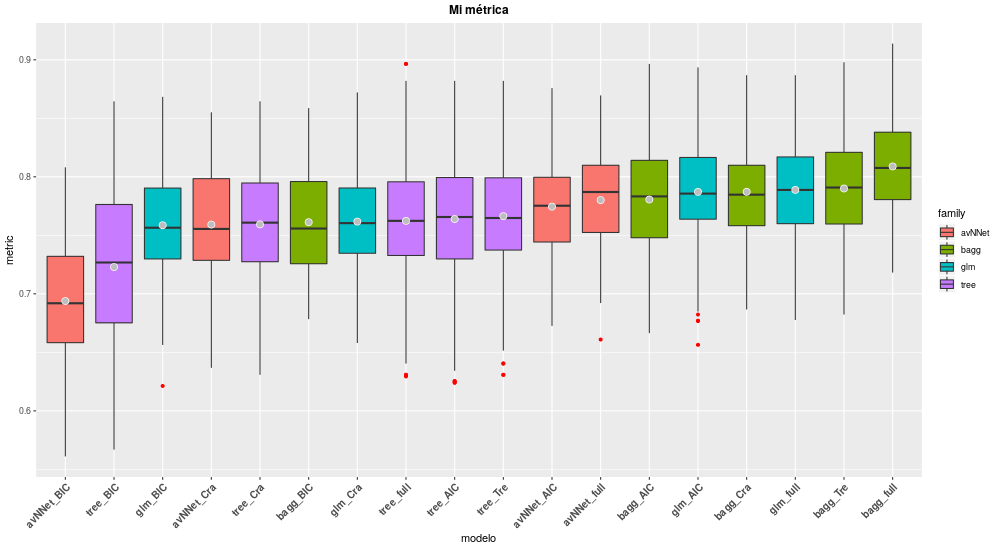 Mi métrica
metric
0.9
0.8
0.7
0.6
avNNet_BIC
tree_BIC
glm_BIC
avNNet_Cra
tree_Cra
bagg_BIC
glm_Cra
tree_full
tree_AIC
tree_Tre
avNNet_AIC
avNNet_full
bagg_AIC
glm_AIC
bagg_Cra
glm_full
bagg_Tre
bagg_full
modelo
family
avNNet
bagg
glm
tree